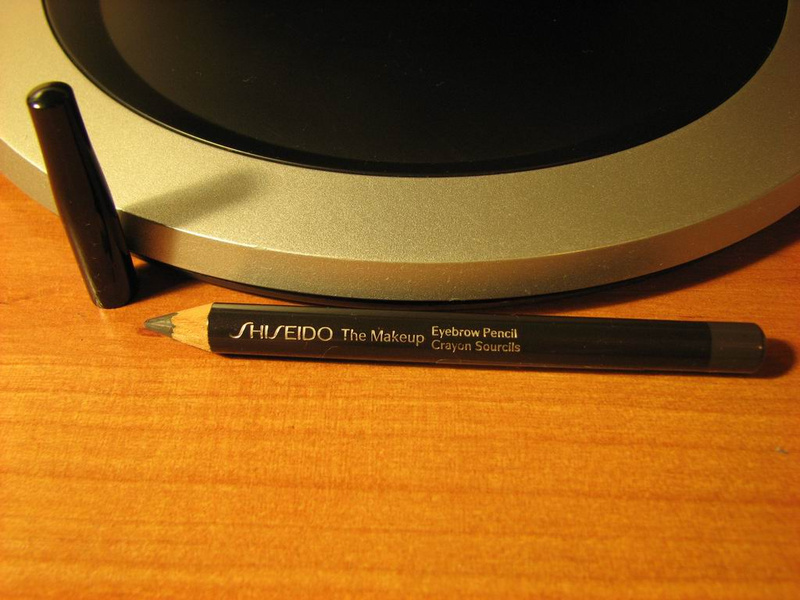 SHISEIDO The Makeup Eyebrow Pencil
Crayon Sourcils